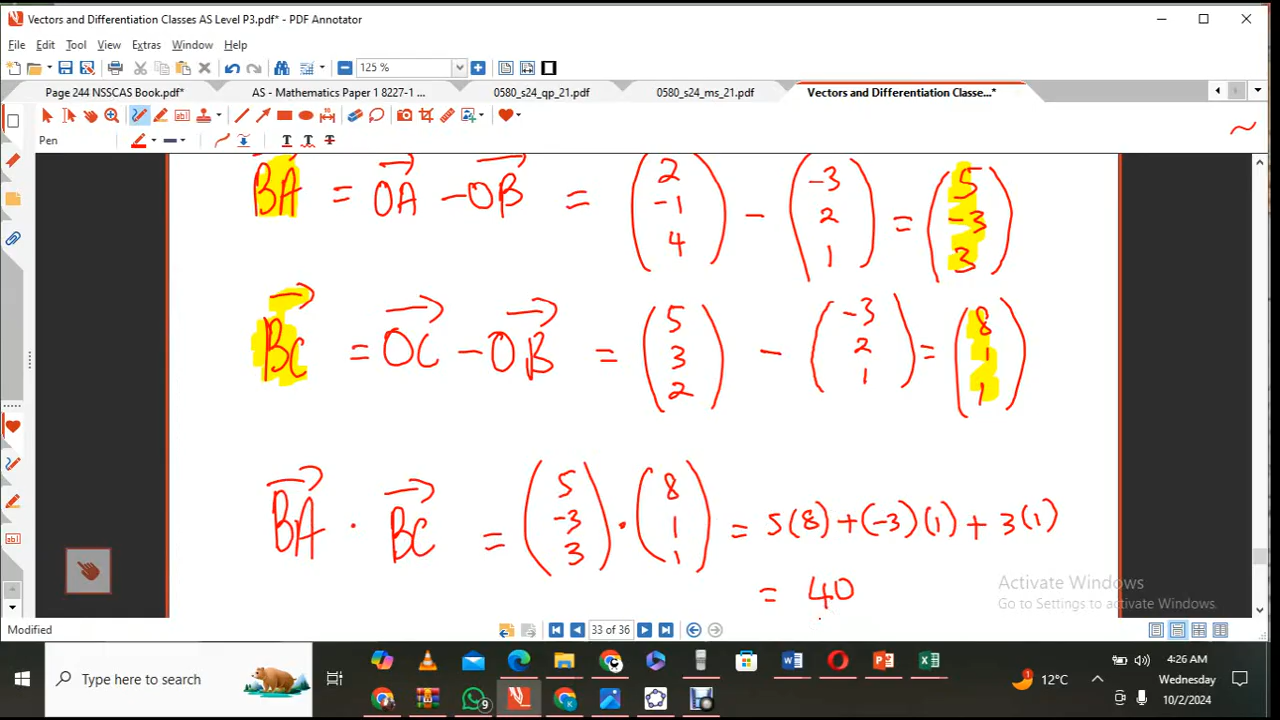 Vectors and Differentiation Classes AS Level P3.pdf* - PDF Annotator
File Edit Tool Extras Window Help
125 %
Page 244 NSSCAS Book.pdf* AS - Mathematics Paper 1 8227-1 ... 0580_s24_qp_21.pdf 0580_s24_ms_21.pdf Vectors and Differentiation Classe...*
Pen
BA = OA - OB = (2 -1 4) - (-3 2 1) = (5 -3 3)
BC = OC - OB = (5 3 2) - (-3 2 1) = (8 1 1)
BA · BC = (5 -3 3) · (8 1 1) = 5(8) + (-3)(1) + 3(1)
= 40
Activate Windows
Go to Settings to activate Windows.
Modified 33 of 36
Type here to search 12°C 4:26 AM
Wednesday
9 10/2/2024